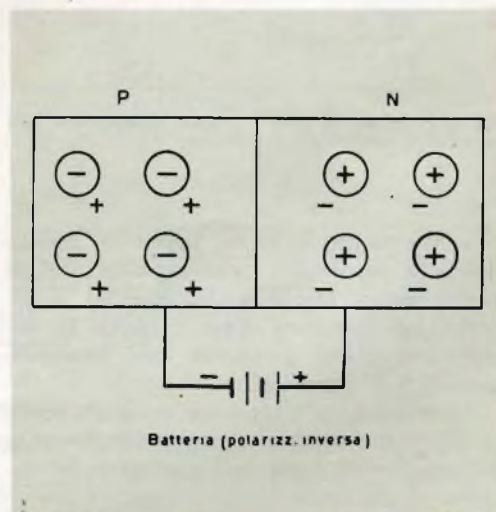 P N
− − + +
+ + − −
− − + +
+ + − −
− +
Batteria (polarizz. inversa)